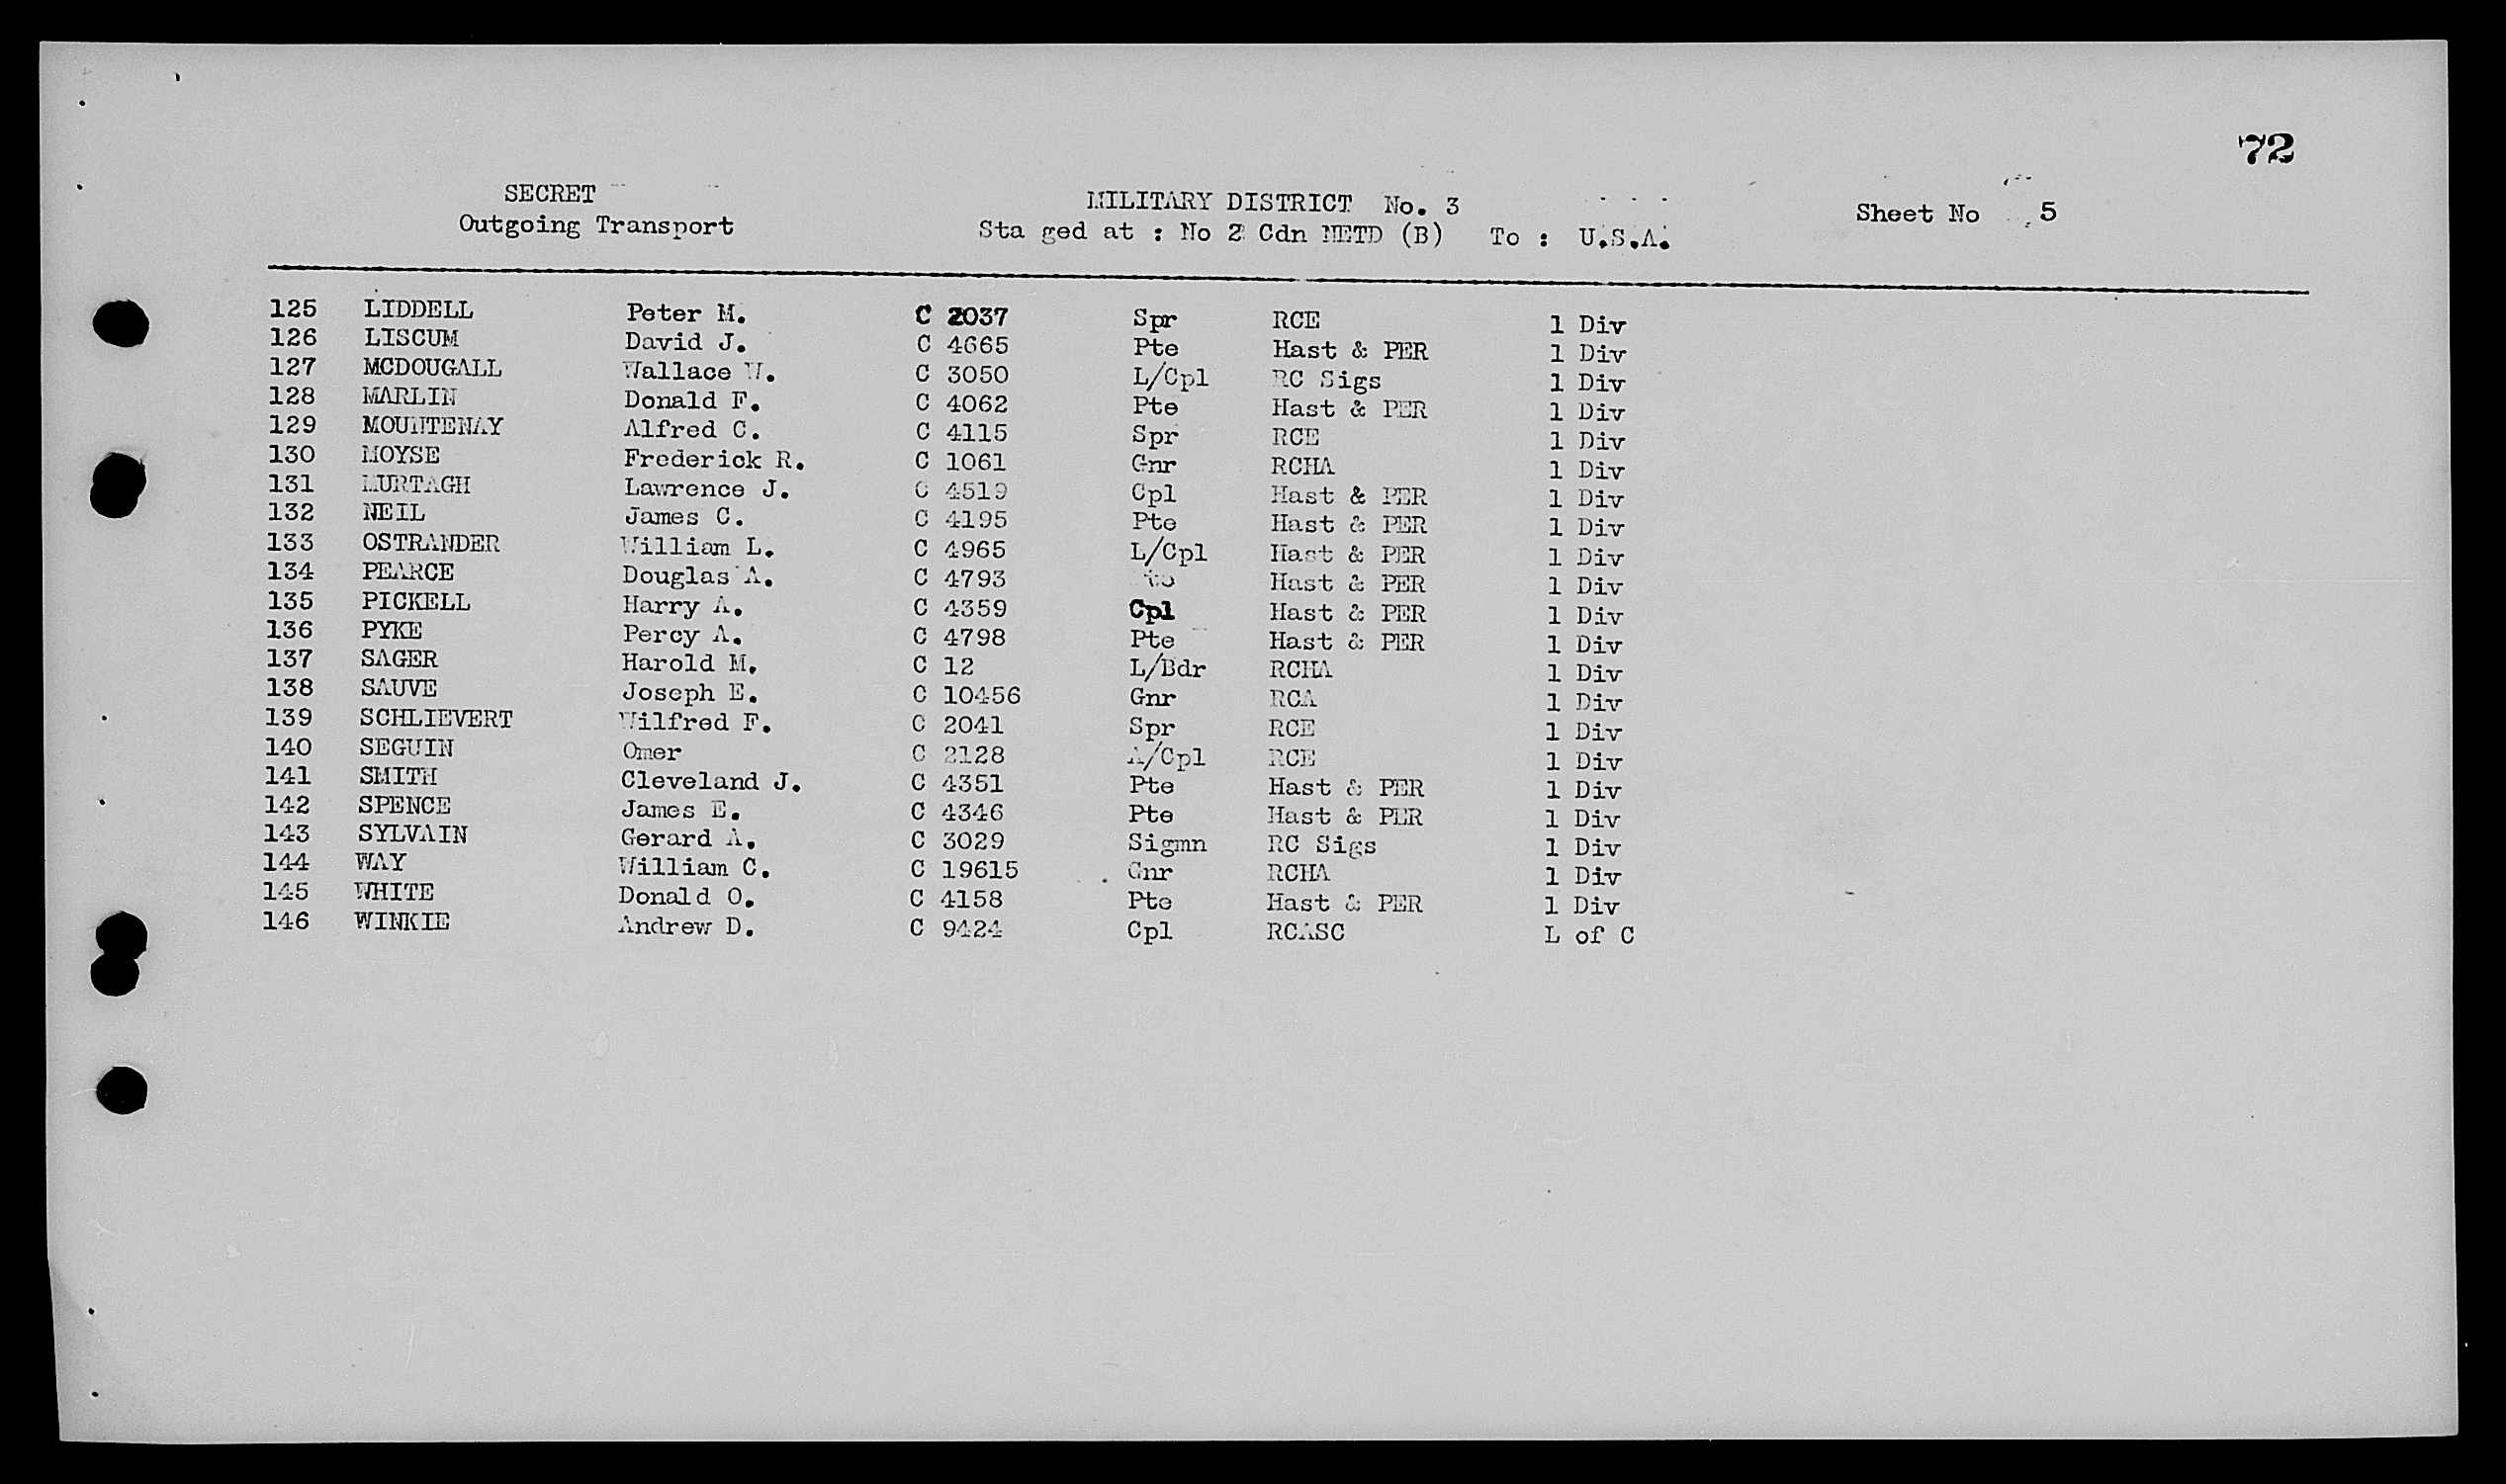 72
SECRET MILITARY DISTRICT No. 3 Sheet No 5
Outgoing Transport Sta ged at : No 2 Cdn NETD (B) To : U.S.A.
125 LIDDELL Peter M. C 2037 Spr RCE 1 Div
126 LISCUM David J. C 4665 Pte Hast & PER 1 Div
127 MCDOUGALL Wallace W. C 3050 L/Cpl RC Sigs 1 Div
128 MARLIN Donald F. C 4062 Pte Hast & PER 1 Div
129 MOUNTENAY Alfred C. C 4115 Spr RCE 1 Div
130 MOYSE Frederick R. C 1061 Gnr RCHA 1 Div
131 MURTAGH Lawrence J. C 4519 Cpl Hast & PER 1 Div
132 NEIL James C. C 4195 Pte Hast & PER 1 Div
133 OSTRANDER William L. C 4965 L/Cpl Hast & PER 1 Div
134 PEARCE Douglas A. C 4793 Hast & PER 1 Div
135 PICKELL Harry A. C 4359 Cpl Hast & PER 1 Div
136 PYKE Percy A. C 4798 Pte Hast & PER 1 Div
137 SAGER Harold M. C 12 L/Bdr RCHA 1 Div
138 SAUVE Joseph E. C 10456 Gnr RCA 1 Div
139 SCHLIEVERT Wilfred F. C 2041 Spr RCE 1 Div
140 SEGUIN Omer C 2128 A/Cpl RCE 1 Div
141 SMITH Cleveland J. C 4351 Pte Hast & PER 1 Div
142 SPENCE James E. C 4346 Pte Hast & PER 1 Div
143 SYLVAIN Gerard A. C 3029 Sigmn RC Sigs 1 Div
144 WAY William C. C 19615 Gnr RCHA 1 Div
145 WHITE Donald O. C 4158 Pte Hast & PER 1 Div
146 WINKIE Andrew D. C 9424 Cpl RCASC L of C